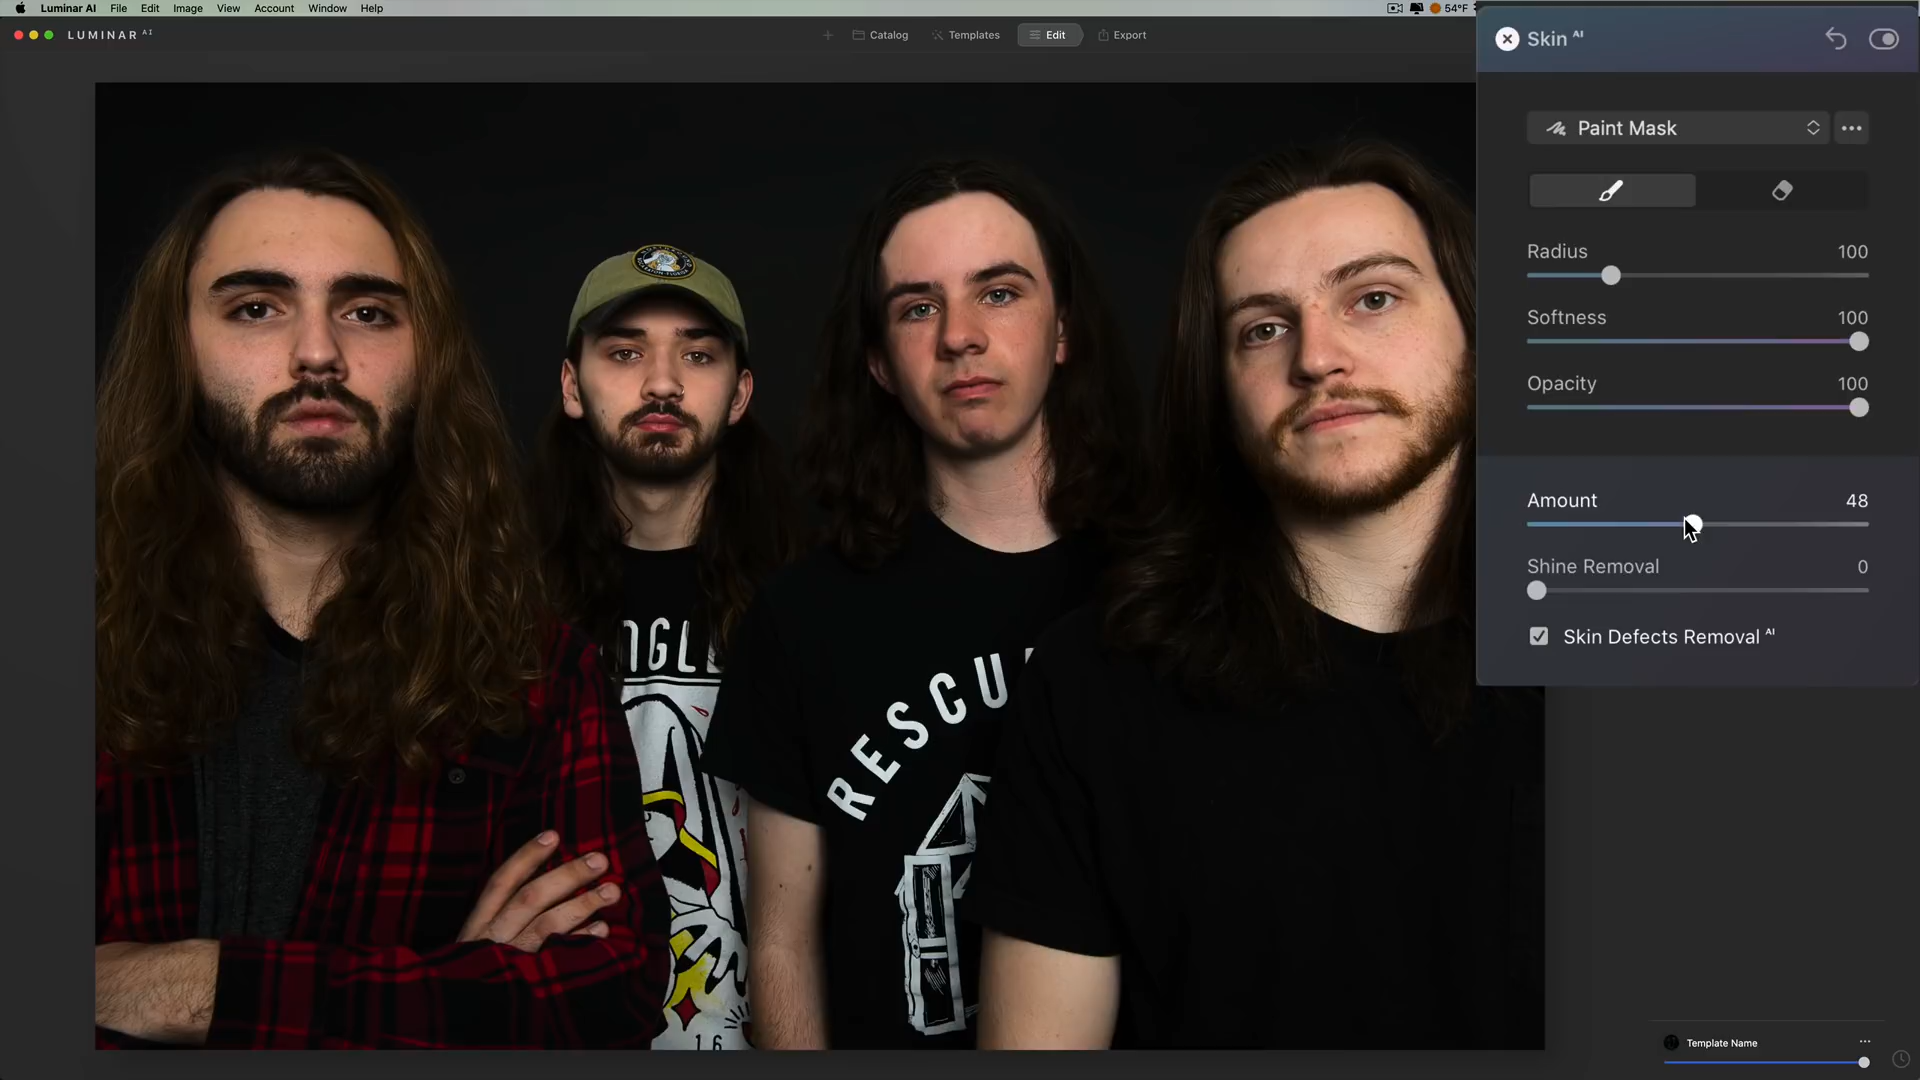 Luminar AI File Edit Image View Account Window Help
54°F
LUMINAR AI
Catalog Templates Edit Export
Skin AI
Paint Mask
Radius 100
Softness 100
Opacity 100
Amount 48
Shine Removal 0
Skin Defects Removal AI
RESCU
16
Template Name